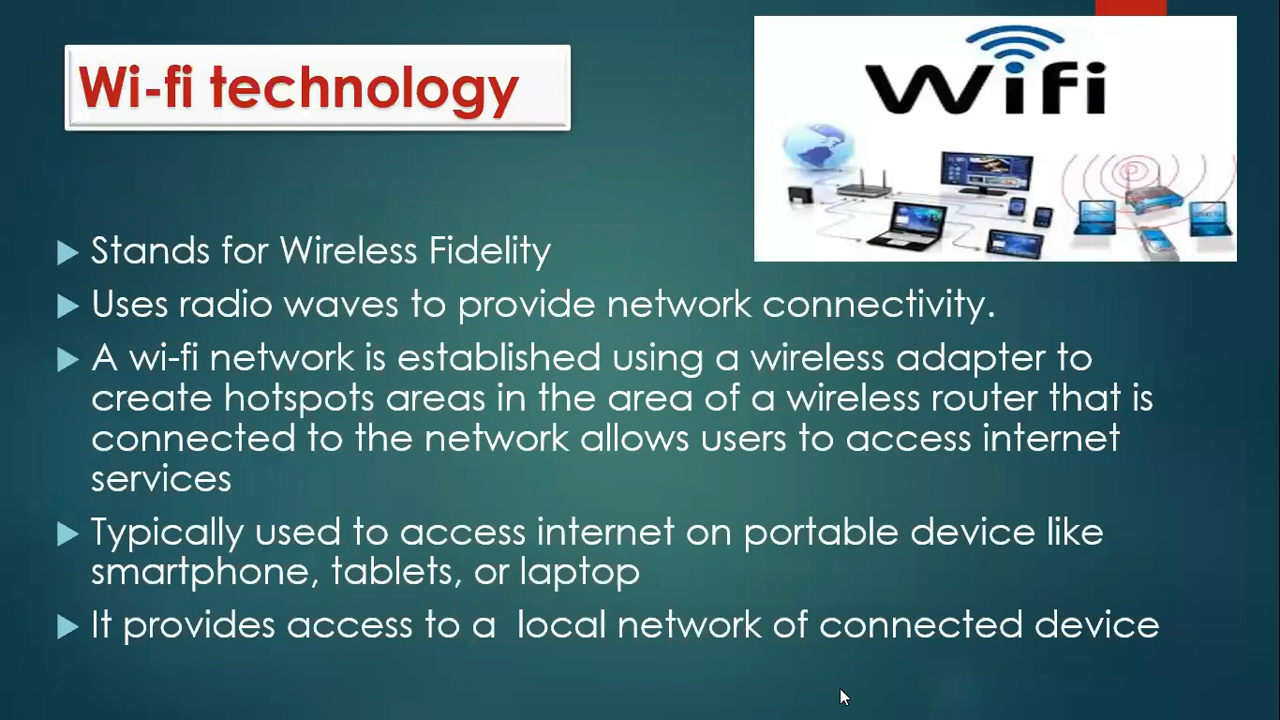 Wi-fi technology
Wifi
Stands for Wireless Fidelity
Uses radio waves to provide network connectivity.
A wi-fi network is established using a wireless adapter to
create hotspots areas in the area of a wireless router that is
connected to the network allows users to access internet
services
Typically used to access internet on portable device like
smartphone, tablets, or laptop
It provides access to a local network of connected device